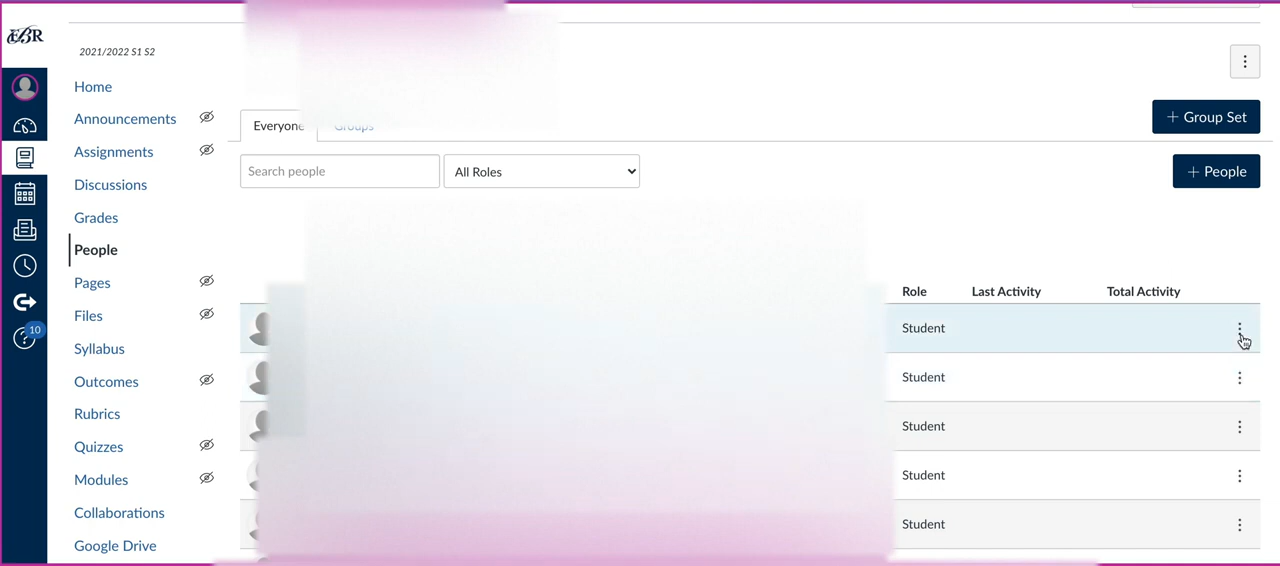 EBR
2021/2022 S1 S2
Home
Announcements
Assignments
Discussions
Grades
People
Pages
Files
Syllabus
Outcomes
Rubrics
Quizzes
Modules
Collaborations
Google Drive
10
+ Group Set
Everyone
Groups
Search people
All Roles
+ People
Role Last Activity Total Activity
Student
Student
Student
Student
Student